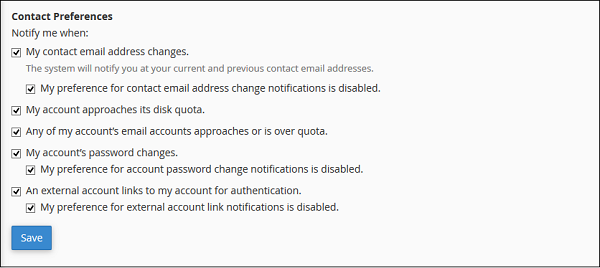 Contact Preferences
Notify me when:
My contact email address changes.
The system will notify you at your current and previous contact email addresses.
My preference for contact email address change notifications is disabled.
My account approaches its disk quota.
Any of my account’s email accounts approaches or is over quota.
My account’s password changes.
My preference for account password change notifications is disabled.
An external account links to my account for authentication.
My preference for external account link notifications is disabled.
Save